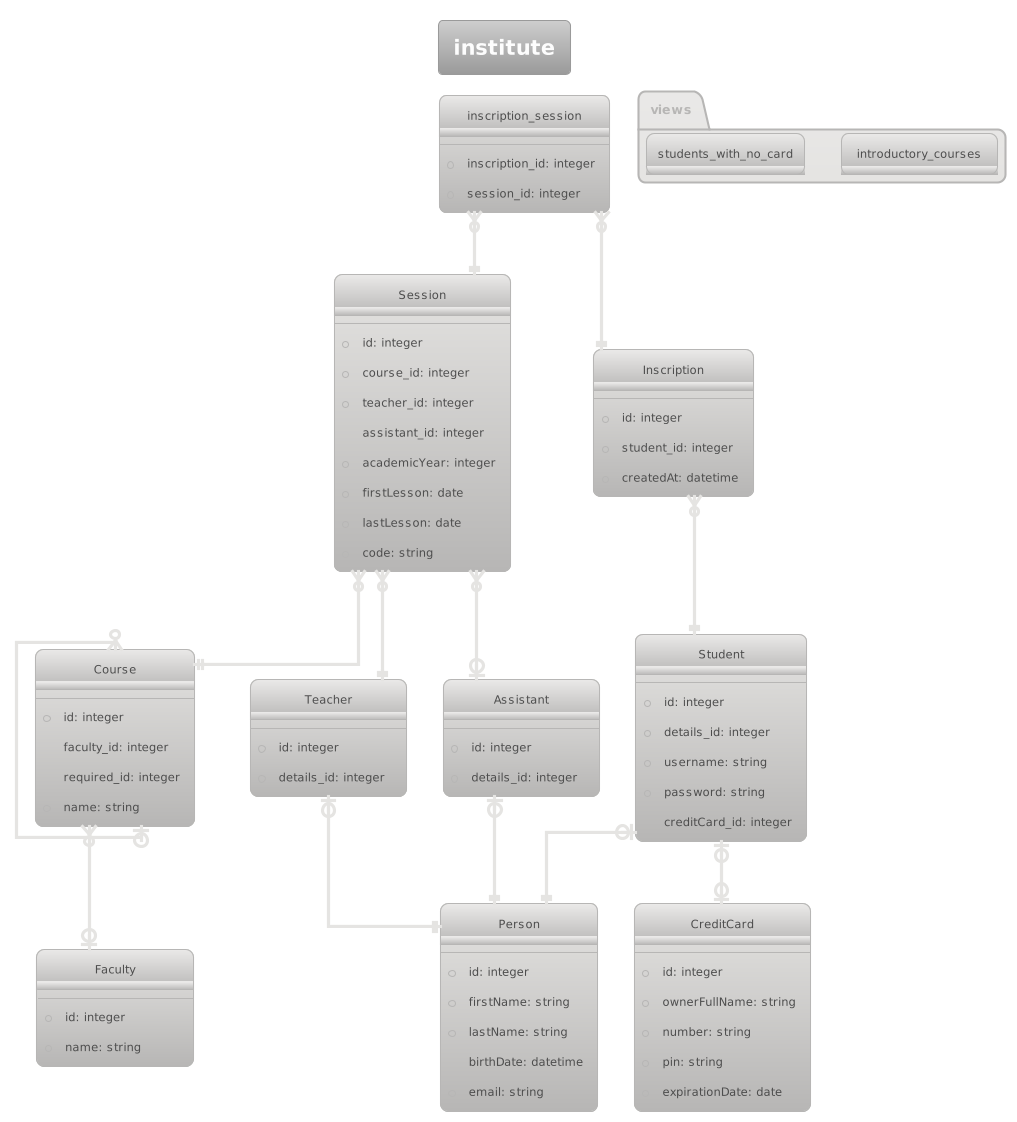 institute
inscription_session
inscription_id: integer
session_id: integer
views
students_with_no_card
introductory_courses
Session
id: integer
course_id: integer
teacher_id: integer
assistant_id: integer
academicYear: integer
firstLesson: date
lastLesson: date
code: string
Inscription
id: integer
student_id: integer
createdAt: datetime
Course
id: integer
faculty_id: integer
required_id: integer
name: string
Teacher
id: integer
details_id: integer
Assistant
id: integer
details_id: integer
Student
id: integer
details_id: integer
username: string
password: string
creditCard_id: integer
Faculty
id: integer
name: string
Person
id: integer
firstName: string
lastName: string
birthDate: datetime
email: string
CreditCard
id: integer
ownerFullName: string
number: string
pin: string
expirationDate: date